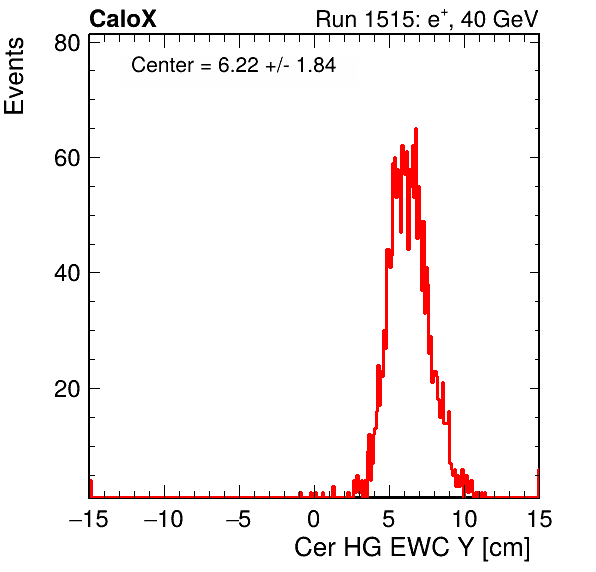 CaloX Run 1515: e⁺, 40 GeV
Events
Center = 6.22 +/- 1.84
80
60
40
20
−15 −10 −5 0 5 10 15
Cer HG EWC Y [cm]